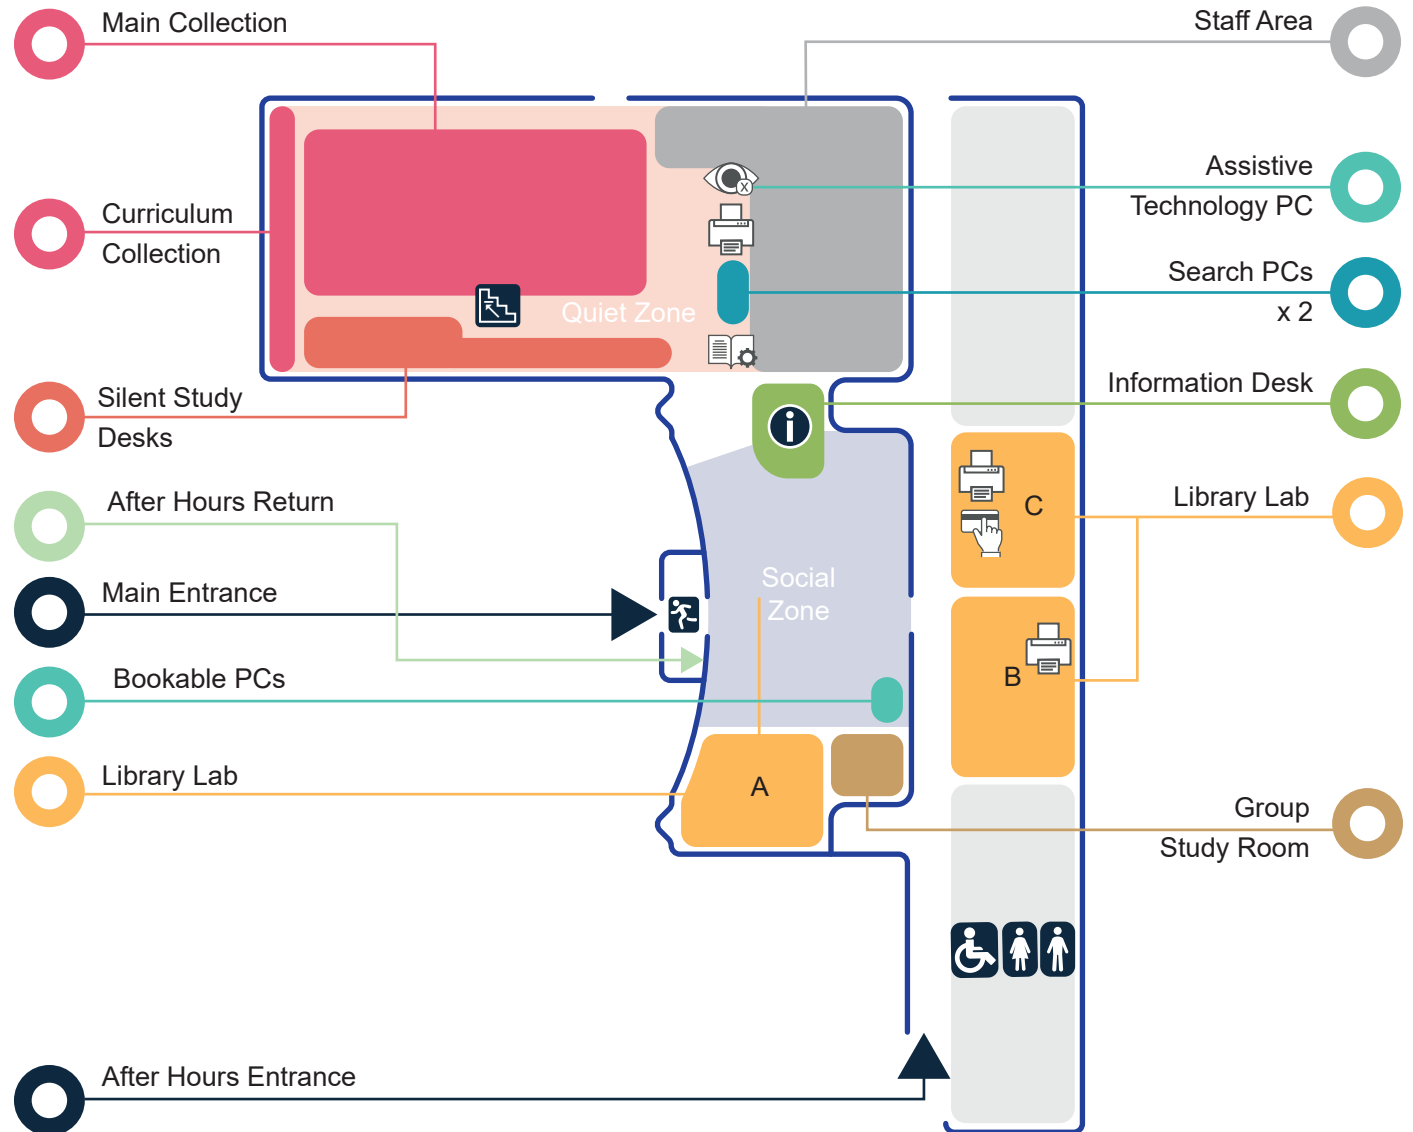 Main Collection
Staff Area
Assistive
Technology PC
Curriculum
Collection
Search PCs
x 2
Quiet Zone
X
Information Desk
Silent Study
Desks
i
After Hours Return
Library Lab
C
Main Entrance
Social
Zone
Bookable PCs
B
Library Lab
A
Group
Study Room
After Hours Entrance